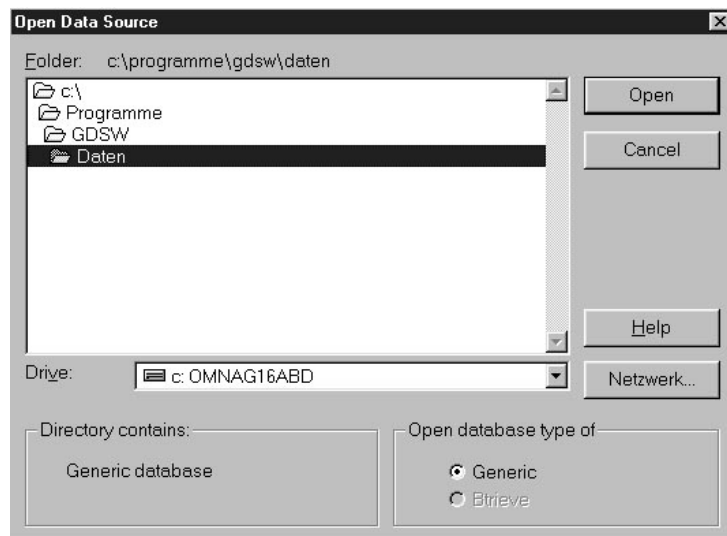 Open Data Source
Folder: c:\programme\gdsw\daten
c:\
Programme
GDSW
Daten
Open
Cancel
Help
Netzwerk...
Drive: c: OMNAG16ABD
Directory contains:
Generic database
Open database type of
Generic
Btrieve